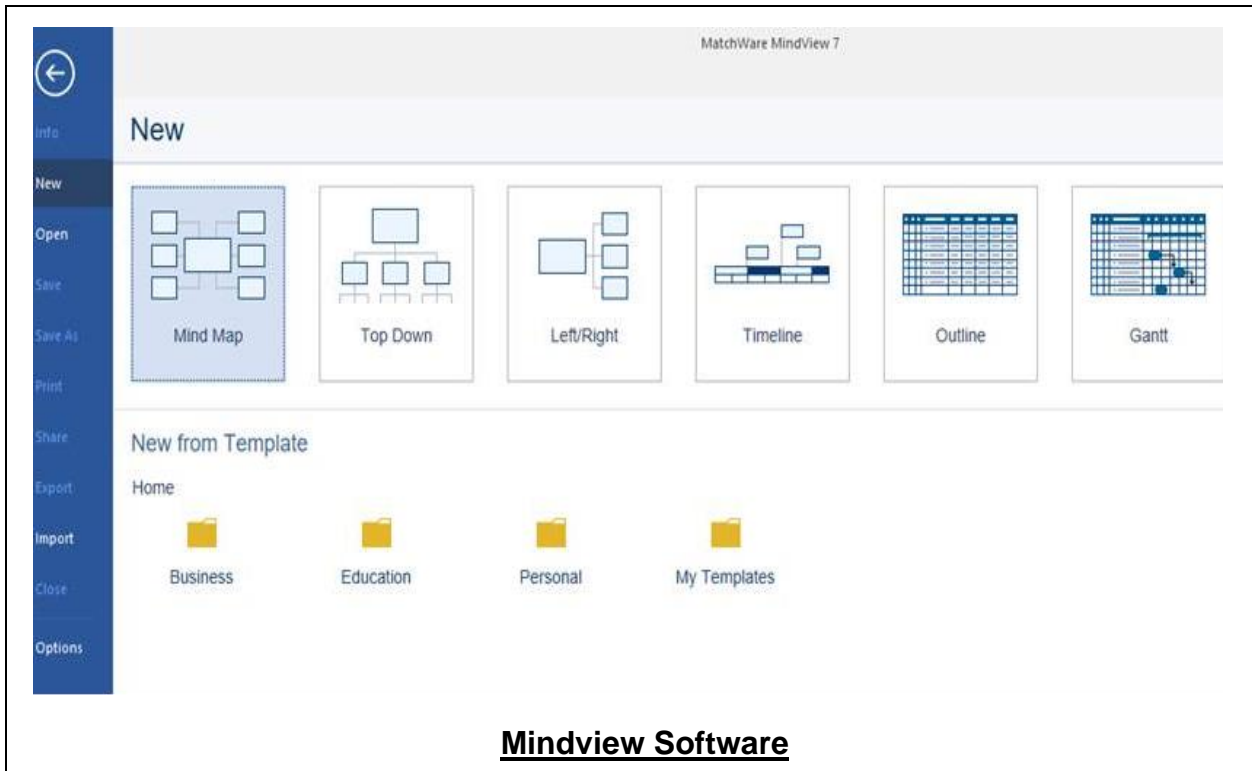 MatchWare MindView 7
Info
New
Open
Save
Save As
Print
Share
Export
Import
Close
Options
New
Mind Map
Top Down
Left/Right
Timeline
Outline
Gantt
New from Template
Home
Business
Education
Personal
My Templates
Mindview Software